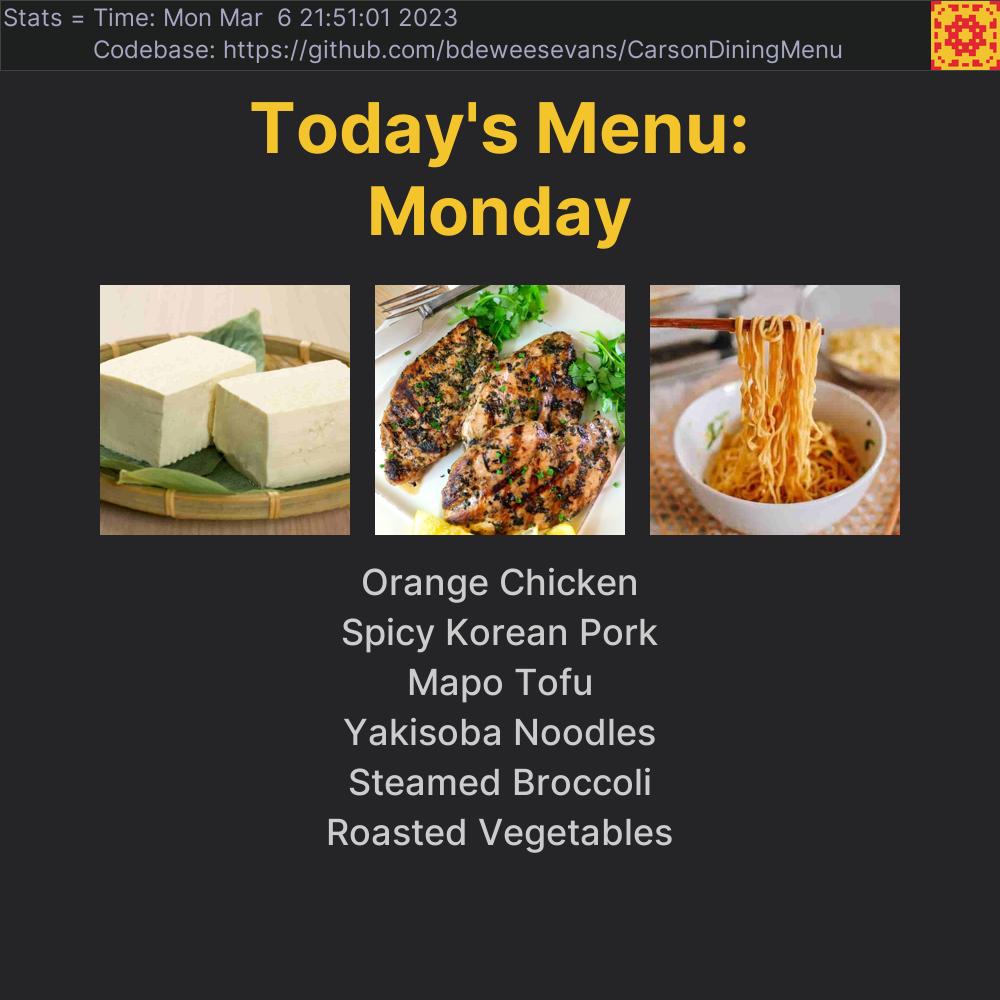 Stats = Time: Mon Mar  6 21:51:01 2023
Codebase: https://github.com/bdeweesevans/CarsonDiningMenu
Today's Menu:
Monday
Orange Chicken
Spicy Korean Pork
Mapo Tofu
Yakisoba Noodles
Steamed Broccoli
Roasted Vegetables